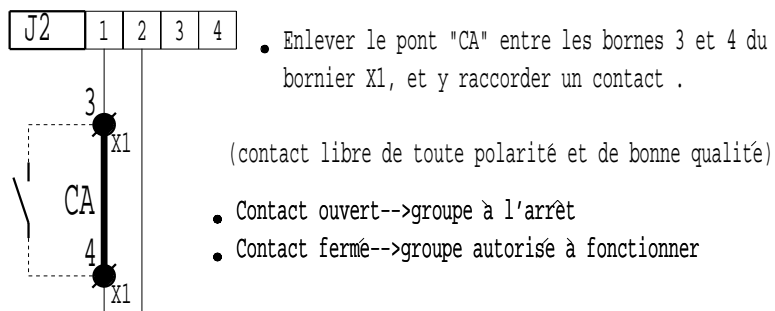 J2 1 2 3 4
• Enlever le pont "CA" entre les bornes 3 et 4 du
bornier X1, et y raccorder un contact .
3
X1
(contact libre de toute polarité et de bonne qualité)
CA
• Contact ouvert-->groupe à l'arrêt
• Contact fermé-->groupe autorisé à fonctionner
4
X1